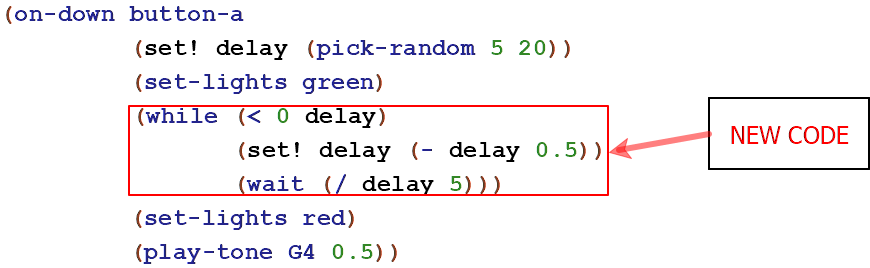 (on-down button-a
(set! delay (pick-random 5 20))
(set-lights green)
(while (< 0 delay)
(set! delay (- delay 0.5))
(wait (/ delay 5)))
(set-lights red)
(play-tone G4 0.5))
NEW CODE